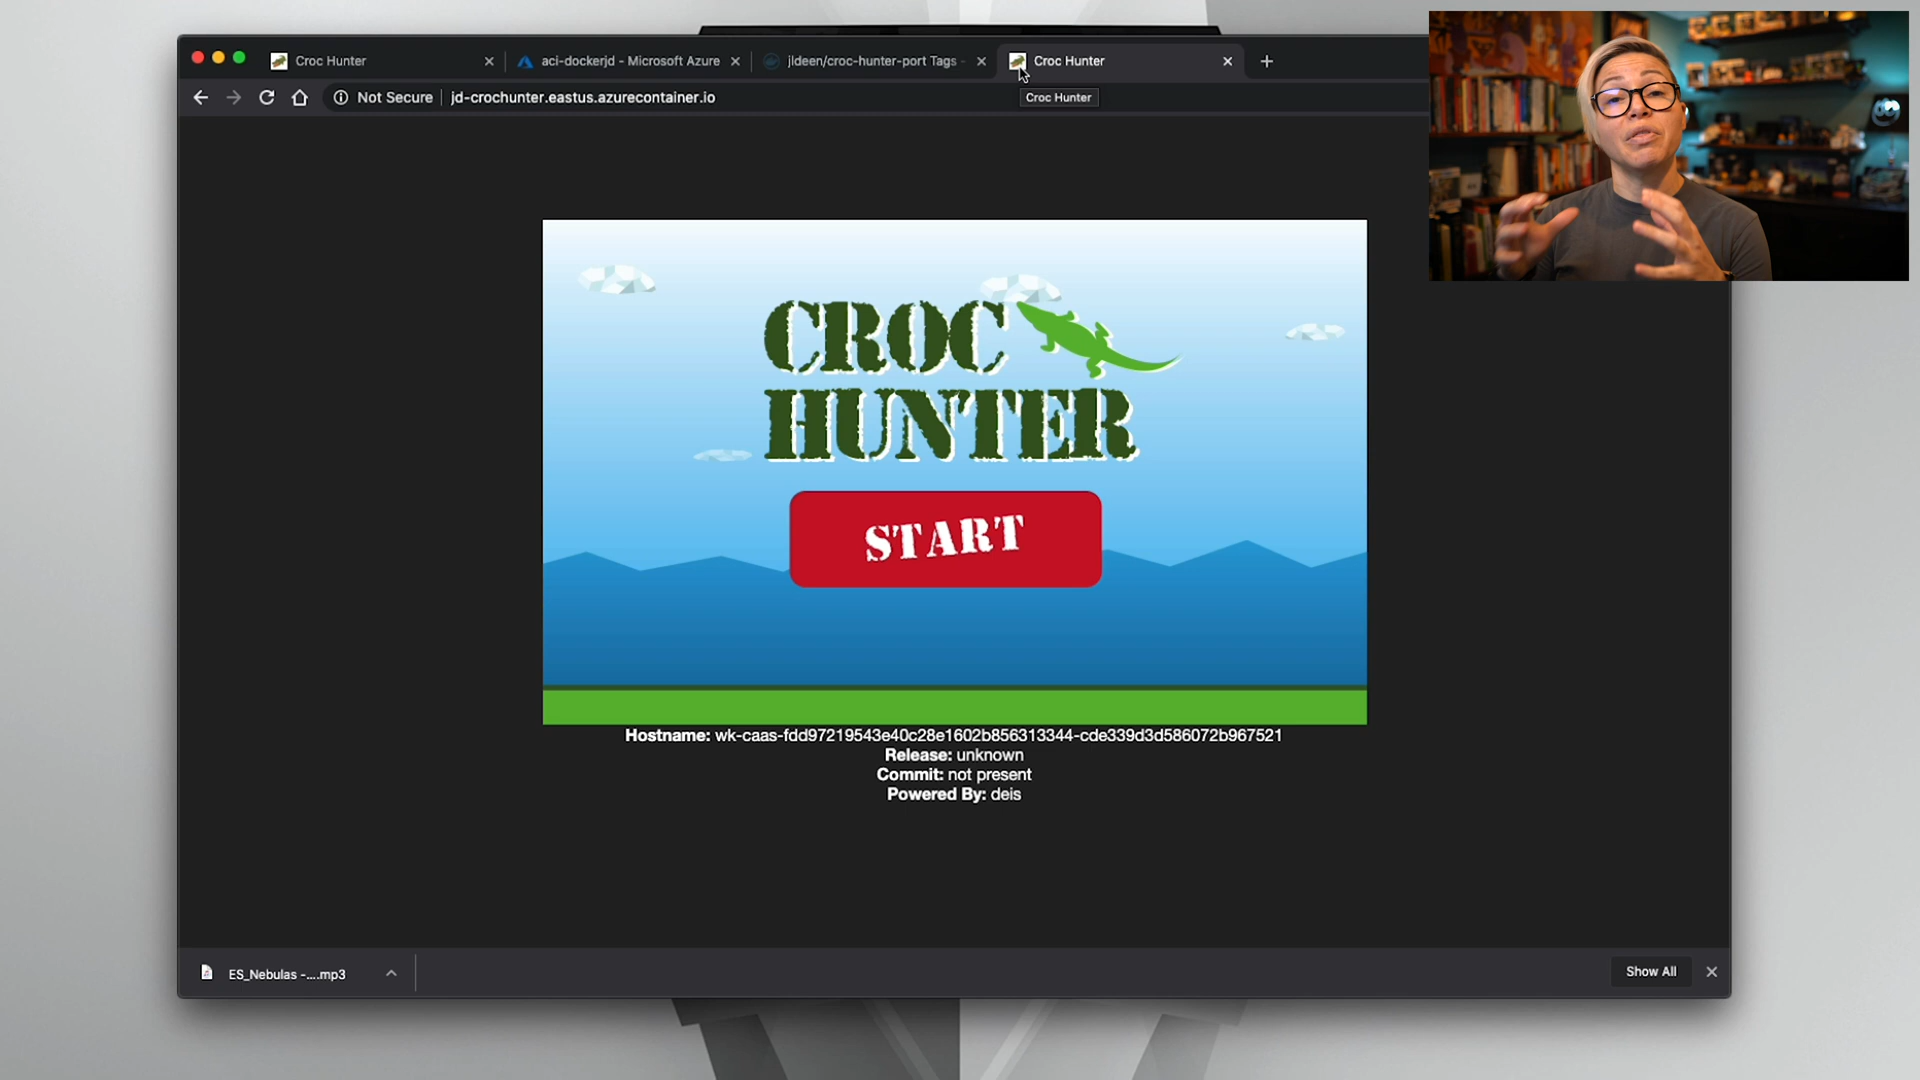 Croc Hunter
aci-dockerjd - Microsoft Azure
jldeen/croc-hunter-port Tags -
Croc Hunter
Not Secure
jd-crochunter.eastus.azurecontainer.io
Croc Hunter
CROC
HUNTER
START
Hostname: wk-caas-fdd97219543e40c28e1602b856313344-cde339d3d586072b967521
Release: unknown
Commit: not present
Powered By: deis
ES_Nebulas -....mp3
Show All